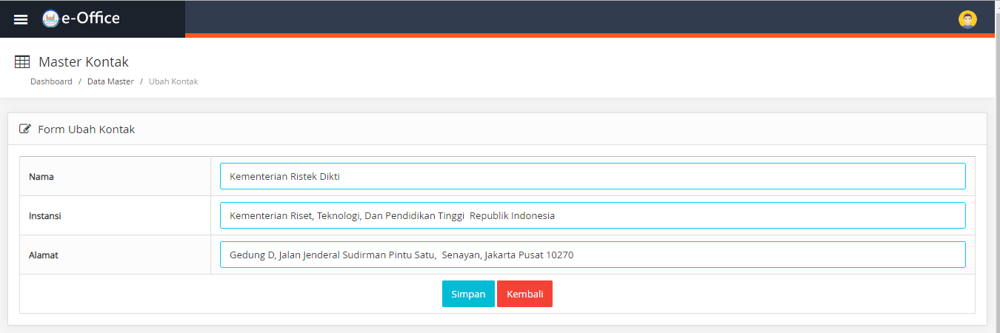 e-Office
Master Kontak
Dashboard / Data Master / Ubah Kontak
Form Ubah Kontak
Nama Kementerian Ristek Dikti
Instansi Kementerian Riset, Teknologi, Dan Pendidikan Tinggi  Republik Indonesia
Alamat Gedung D, Jalan Jenderal Sudirman Pintu Satu,  Senayan, Jakarta Pusat 10270
Simpan Kembali